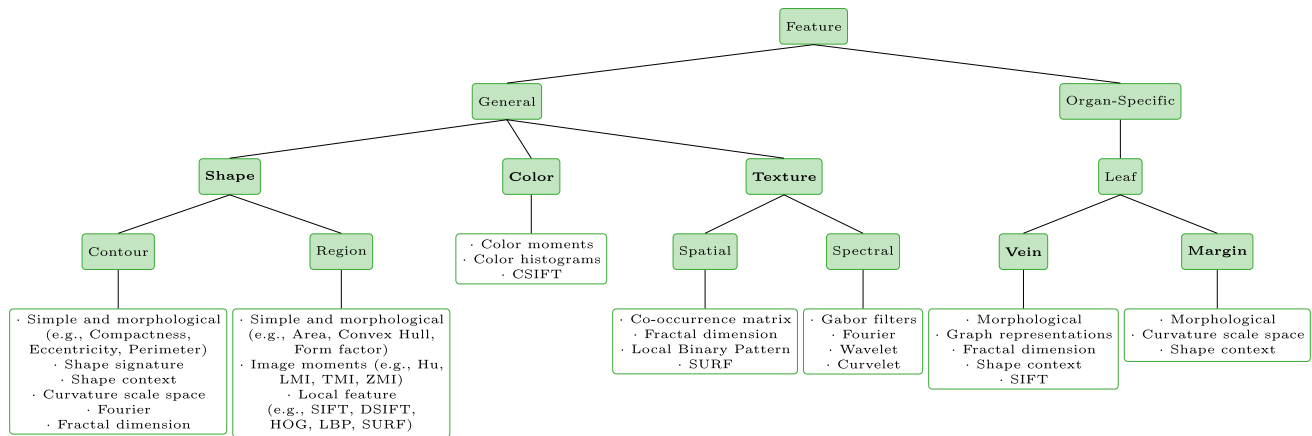 Feature
General
Organ-Specific
Shape
Color
Texture
Leaf
Contour
Region
· Color moments
· Color histograms
· CSIFT
Spatial
Spectral
Vein
Margin
· Simple and morphological
(e.g., Compactness,
Eccentricity, Perimeter)
· Shape signature
· Shape context
· Curvature scale space
· Fourier
· Fractal dimension
· Simple and morphological
(e.g., Area, Convex Hull,
Form factor)
· Image moments (e.g., Hu,
LMI, TMI, ZMI)
· Local feature
(e.g., SIFT, DSIFT,
HOG, LBP, SURF)
· Co-occurrence matrix
· Fractal dimension
· Local Binary Pattern
· SURF
· Gabor filters
· Fourier
· Wavelet
· Curvelet
· Morphological
· Graph representations
· Fractal dimension
· Shape context
· SIFT
· Morphological
· Curvature scale space
· Shape context